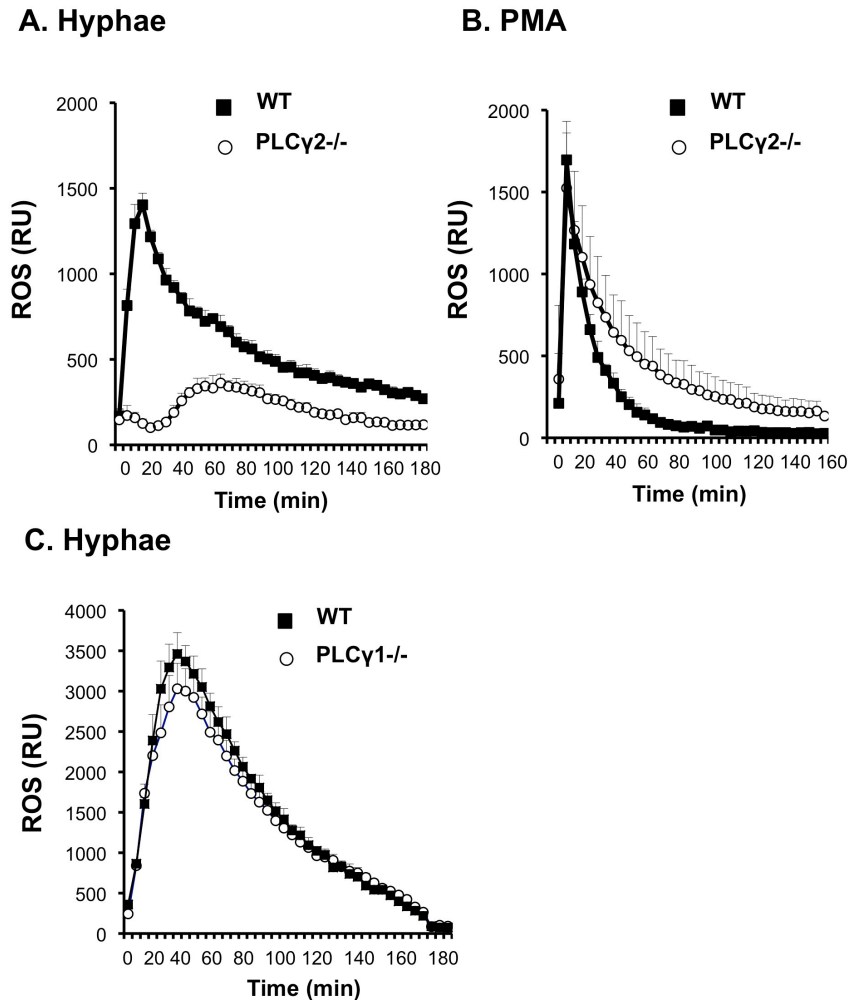 A. Hyphae
B. PMA
2000
1500
1000
500
0
ROS (RU)
WT
PLCγ2-/-
0 20 40 60 80 100 120 140 160 180
Time (min)
2000
1500
1000
500
0
ROS (RU)
WT
PLCγ2-/-
0 20 40 60 80 100 120 140 160
Time (min)
C. Hyphae
4000
3500
3000
2500
2000
1500
1000
500
0
ROS (RU)
WT
PLCγ1-/-
0 20 40 60 80 100 120 140 160 180
Time (min)